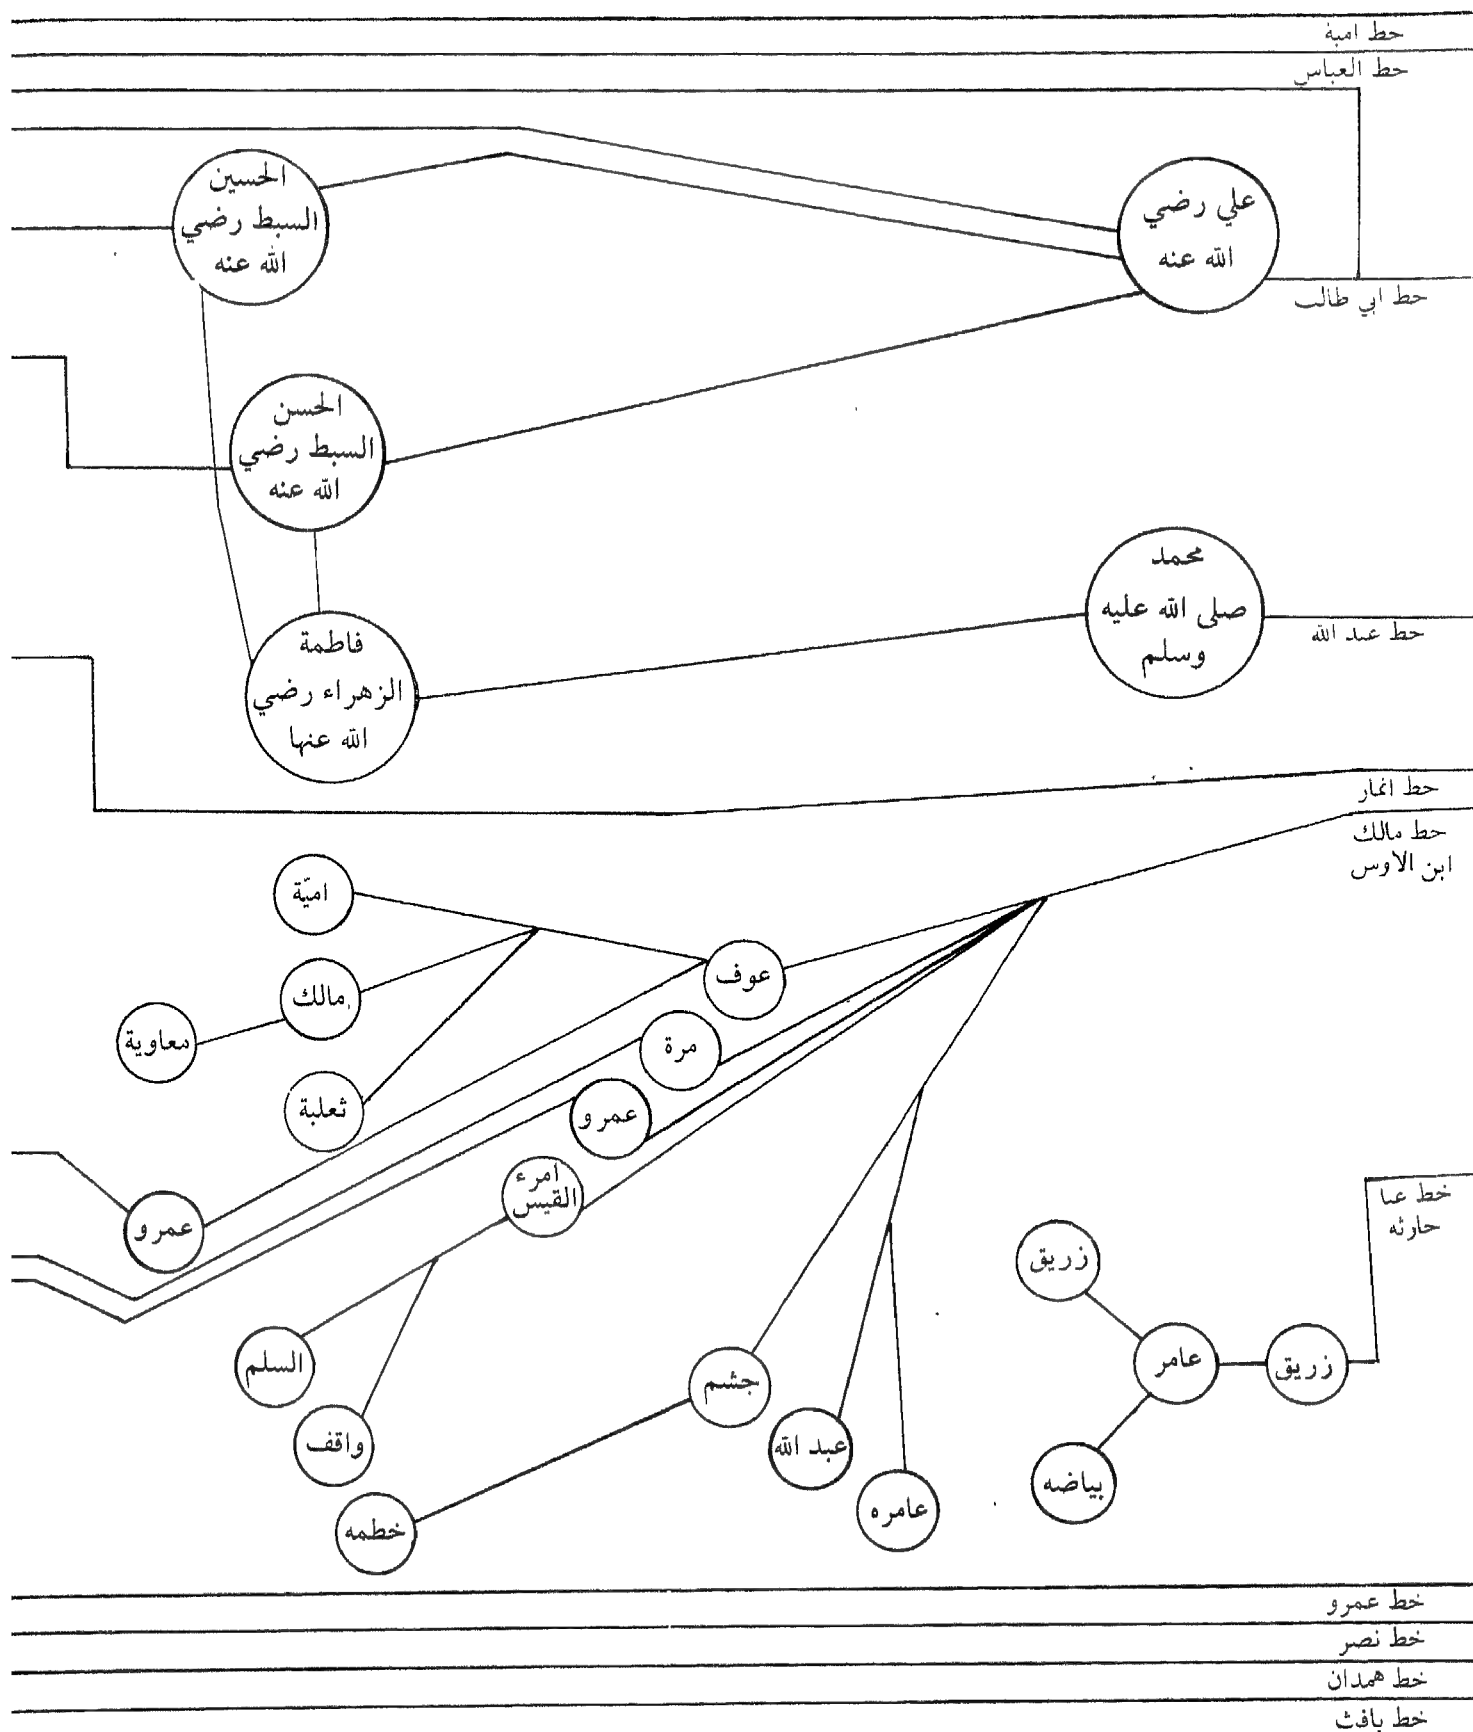 خط امية
خط العباس
الحسين
السبط رضي
الله عنه
علي رضي
الله عنه
خط ابي طالب
الحسن
السبط رضي
الله عنه
محمد
صلى الله عليه
وسلم
خط عبد الله
فاطمة
الزهراء رضي
الله عنها
خط انمار
خط مالك
ابن الاوس
اميّة
عوف
مالك
معاوية
مرة
ثعلبة
عمرو
امرء
القيس
خط عبا
حارثه
عمرو
زريق
السلم
جشم
عامر
زريق
واقف
عبد الله
بياضه
عامره
خطمه
خط عمرو
خط نصر
خط همدان
خط يافث